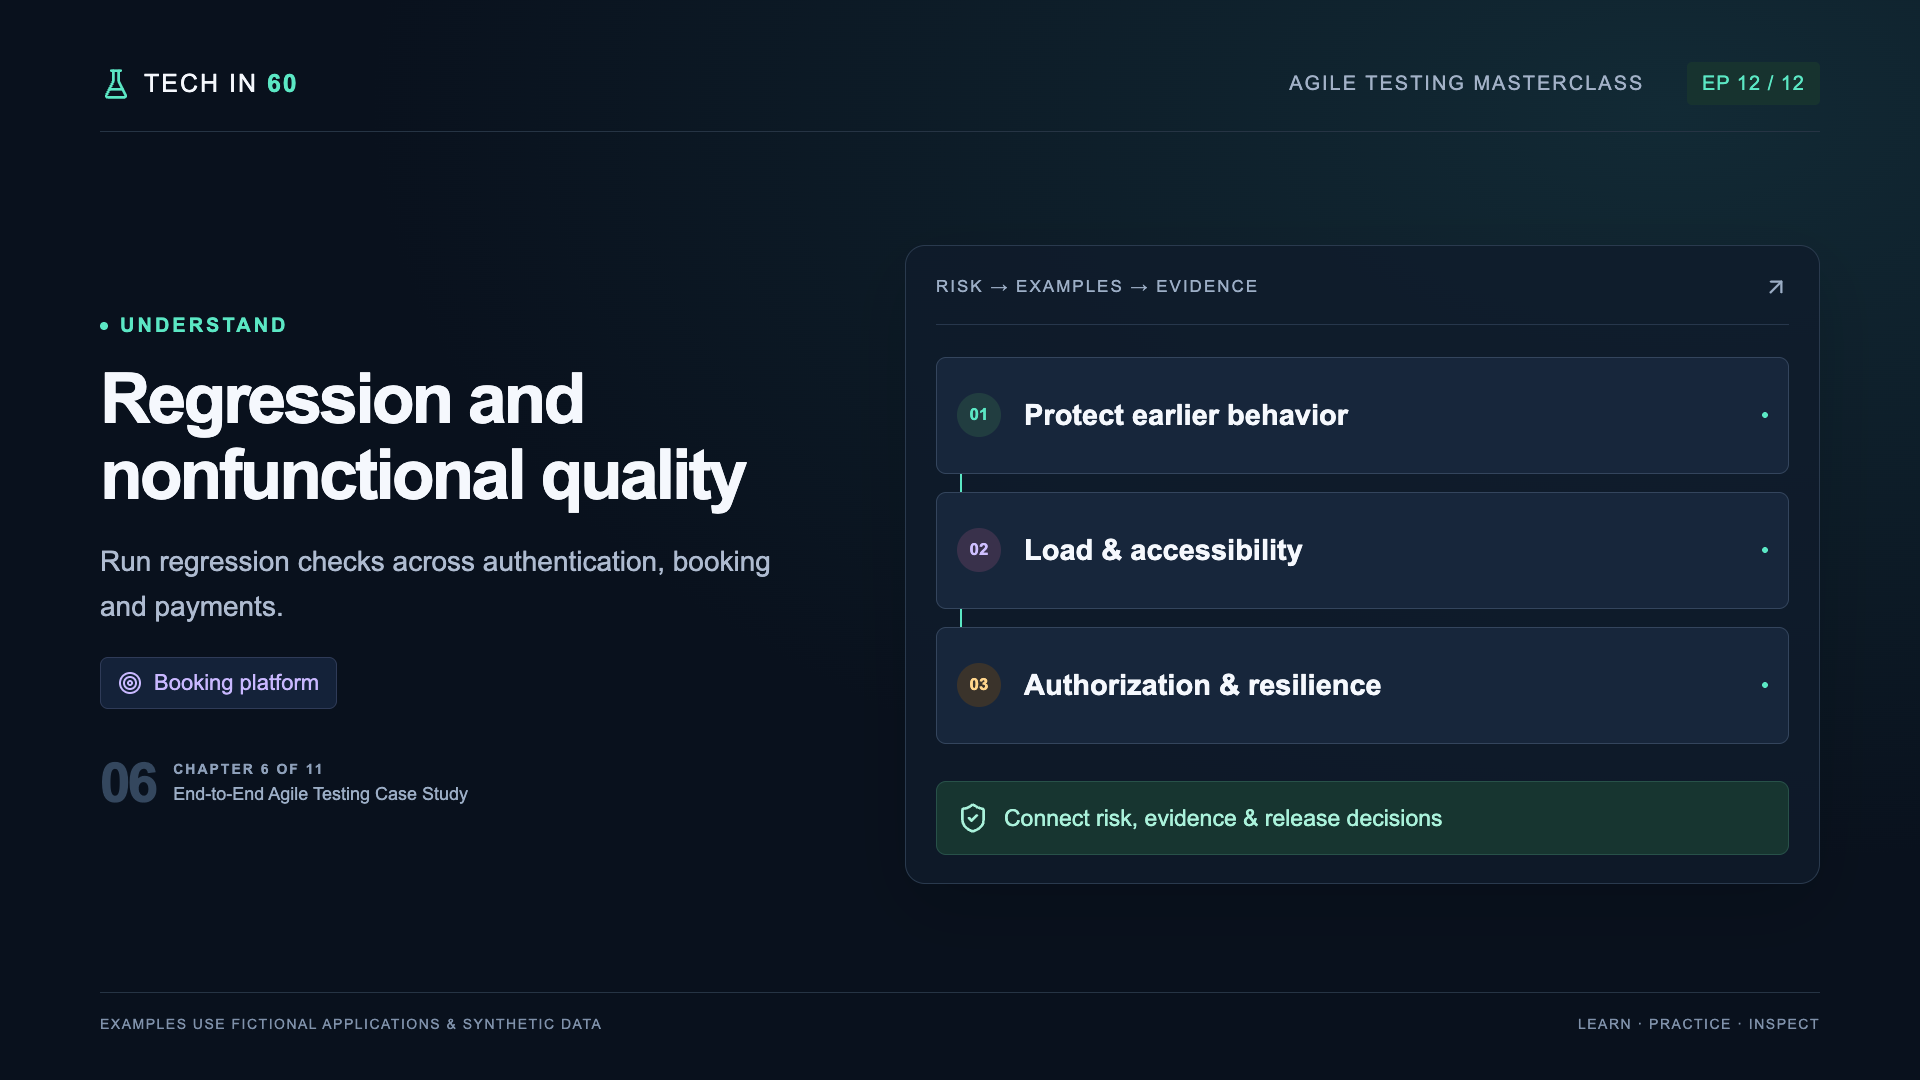 TECH IN 60
AGILE TESTING MASTERCLASS
EP 12 / 12
UNDERSTAND
Regression and
nonfunctional quality
Run regression checks across authentication, booking
and payments.
Booking platform
06
CHAPTER 6 OF 11
End-to-End Agile Testing Case Study
RISK → EXAMPLES → EVIDENCE
01
Protect earlier behavior
02
Load & accessibility
03
Authorization & resilience
Connect risk, evidence & release decisions
EXAMPLES USE FICTIONAL APPLICATIONS & SYNTHETIC DATA
LEARN · PRACTICE · INSPECT